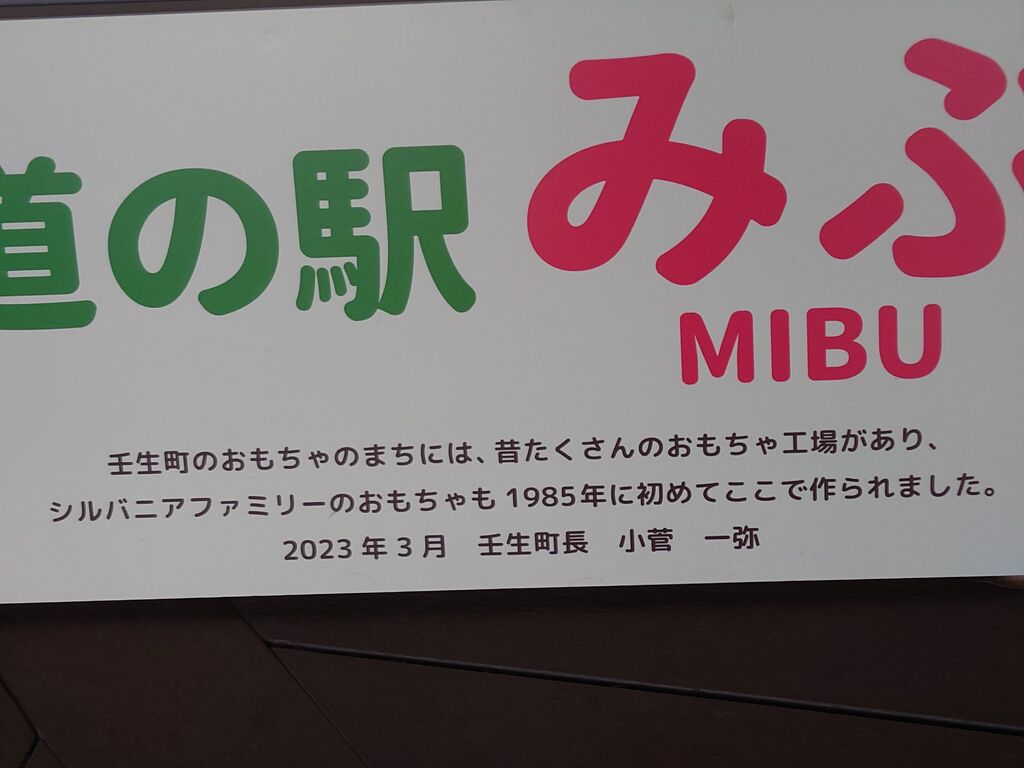 道の駅 みぶ
MIBU
壬生町のおもちゃのまちには、昔たくさんのおもちゃ工場があり、
シルバニアファミリーのおもちゃも1985年に初めてここで作られました。
2023年3月 壬生町長 小菅 一弥